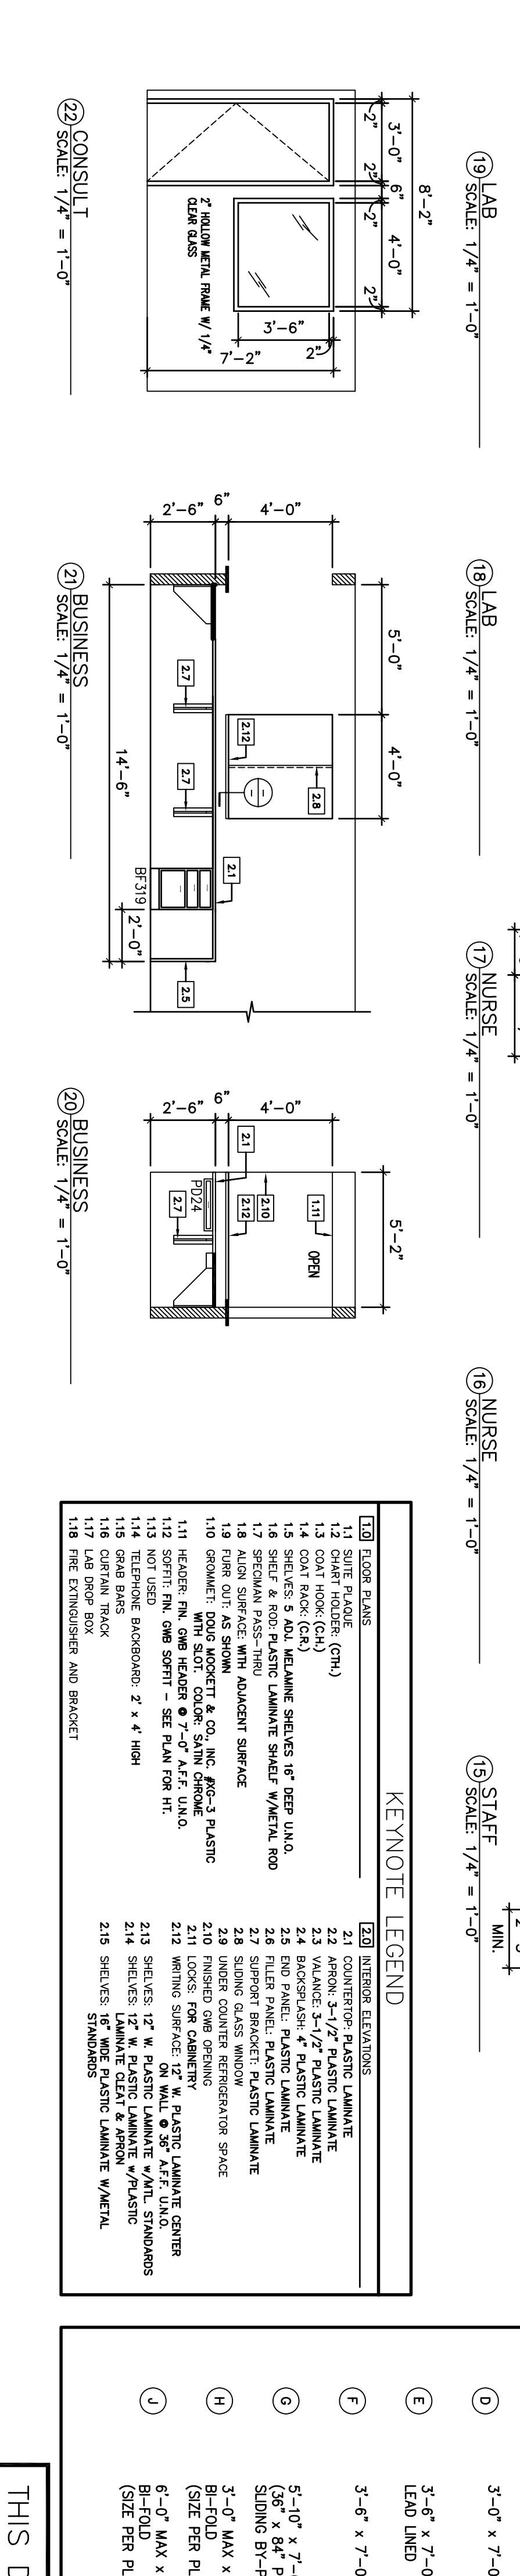 19 LAB
SCALE: 1/4" = 1'-0"
18 LAB
SCALE: 1/4" = 1'-0"
17 NURSE
SCALE: 1/4" = 1'-0"
16 NURSE
SCALE: 1/4" = 1'-0"
15 STAFF
SCALE: 1/4" = 1'-0"
MIN.
8'-2"
3'-0"
6"
4'-0"
2"
2"
2"
2"
3'-6"
2"
7'-2"
2" HOLLOW METAL FRAME W/ 1/4"
CLEAR GLASS
22 CONSULT
SCALE: 1/4" = 1'-0"
4'-0"
6"
2'-6"
5'-0"
4'-0"
2.8
2.12
2.7
2.7
2.1
BF319
2'-0"
2.5
14'-6"
21 BUSINESS
SCALE: 1/4" = 1'-0"
5'-2"
4'-0"
6"
2'-6"
1.11
OPEN
2.10
2.12
2.1
PD24
2.7
20 BUSINESS
SCALE: 1/4" = 1'-0"
KEYNOTE LEGEND
1.0 FLOOR PLANS
1.1 SUITE PLAQUE
1.2 CHART HOLDER: (CTH.)
1.3 COAT HOOK: (C.H.)
1.4 COAT RACK: (C.R.)
1.5 SHELVES: 5 ADJ. MELAMINE SHELVES 16" DEEP U.N.O.
1.6 SHELF & ROD: PLASTIC LAMINATE SHAELF W/METAL ROD
1.7 SPECIMAN PASS-THRU
1.8 ALIGN SURFACE: WITH ADJACENT SURFACE
1.9 FURR OUT: AS SHOWN
1.10 GROMMET: DOUG MOCKETT & CO., INC. #XG-3 PLASTIC
WITH SLOT. COLOR: SATIN CHROME
1.11 HEADER: FIN. GWB HEADER @ 7'-0" A.F.F. U.N.O.
1.12 SOFFIT: FIN. GWB SOFFIT - SEE PLAN FOR HT.
1.13 NOT USED
1.14 TELEPHONE BACKBOARD: 2' x 4' HIGH
1.15 GRAB BARS
1.16 CURTAIN TRACK
1.17 LAB DROP BOX
1.18 FIRE EXTINGUISHER AND BRACKET
2.0 INTERIOR ELEVATIONS
2.1 COUNTERTOP: PLASTIC LAMINATE
2.2 APRON: 3-1/2" PLASTIC LAMINATE
2.3 VALANCE: 3-1/2" PLASTIC LAMINATE
2.4 BACKSPLASH: 4" PLASTIC LAMINATE
2.5 END PANEL: PLASTIC LAMINATE
2.6 FILLER PANEL: PLASTIC LAMINATE
2.7 SUPPORT BRACKET: PLASTIC LAMINATE
2.8 SLIDING GLASS WINDOW
2.9 UNDER COUNTER REFRIGERATOR SPACE
2.10 FINISHED GWB OPENING
2.11 LOCKS: FOR CABINETRY
2.12 WRITING SURFACE: 12" W. PLASTIC LAMINATE CENTER
ON WALL @ 36" A.F.F. U.N.O.
2.13 SHELVES: 12" W. PLASTIC LAMINATE w/MTL. STANDARDS
2.14 SHELVES: 12" W. PLASTIC LAMINATE w/PLASTIC
LAMINATE CLEAT & APRON
2.15 SHELVES: 16" WIDE PLASTIC LAMINATE W/METAL
STANDARDS
D 3'-0" x 7'-0
E 3'-6" x 7'-0
LEAD LINED
F 3'-6" x 7'-0
G 5'-10" x 7'-
(36" x 84" P
SLIDING BY-P
H 3'-0" MAX x
BI-FOLD
(SIZE PER PL
J 6'-0" MAX x
BI-FOLD
(SIZE PER PL
THIS D